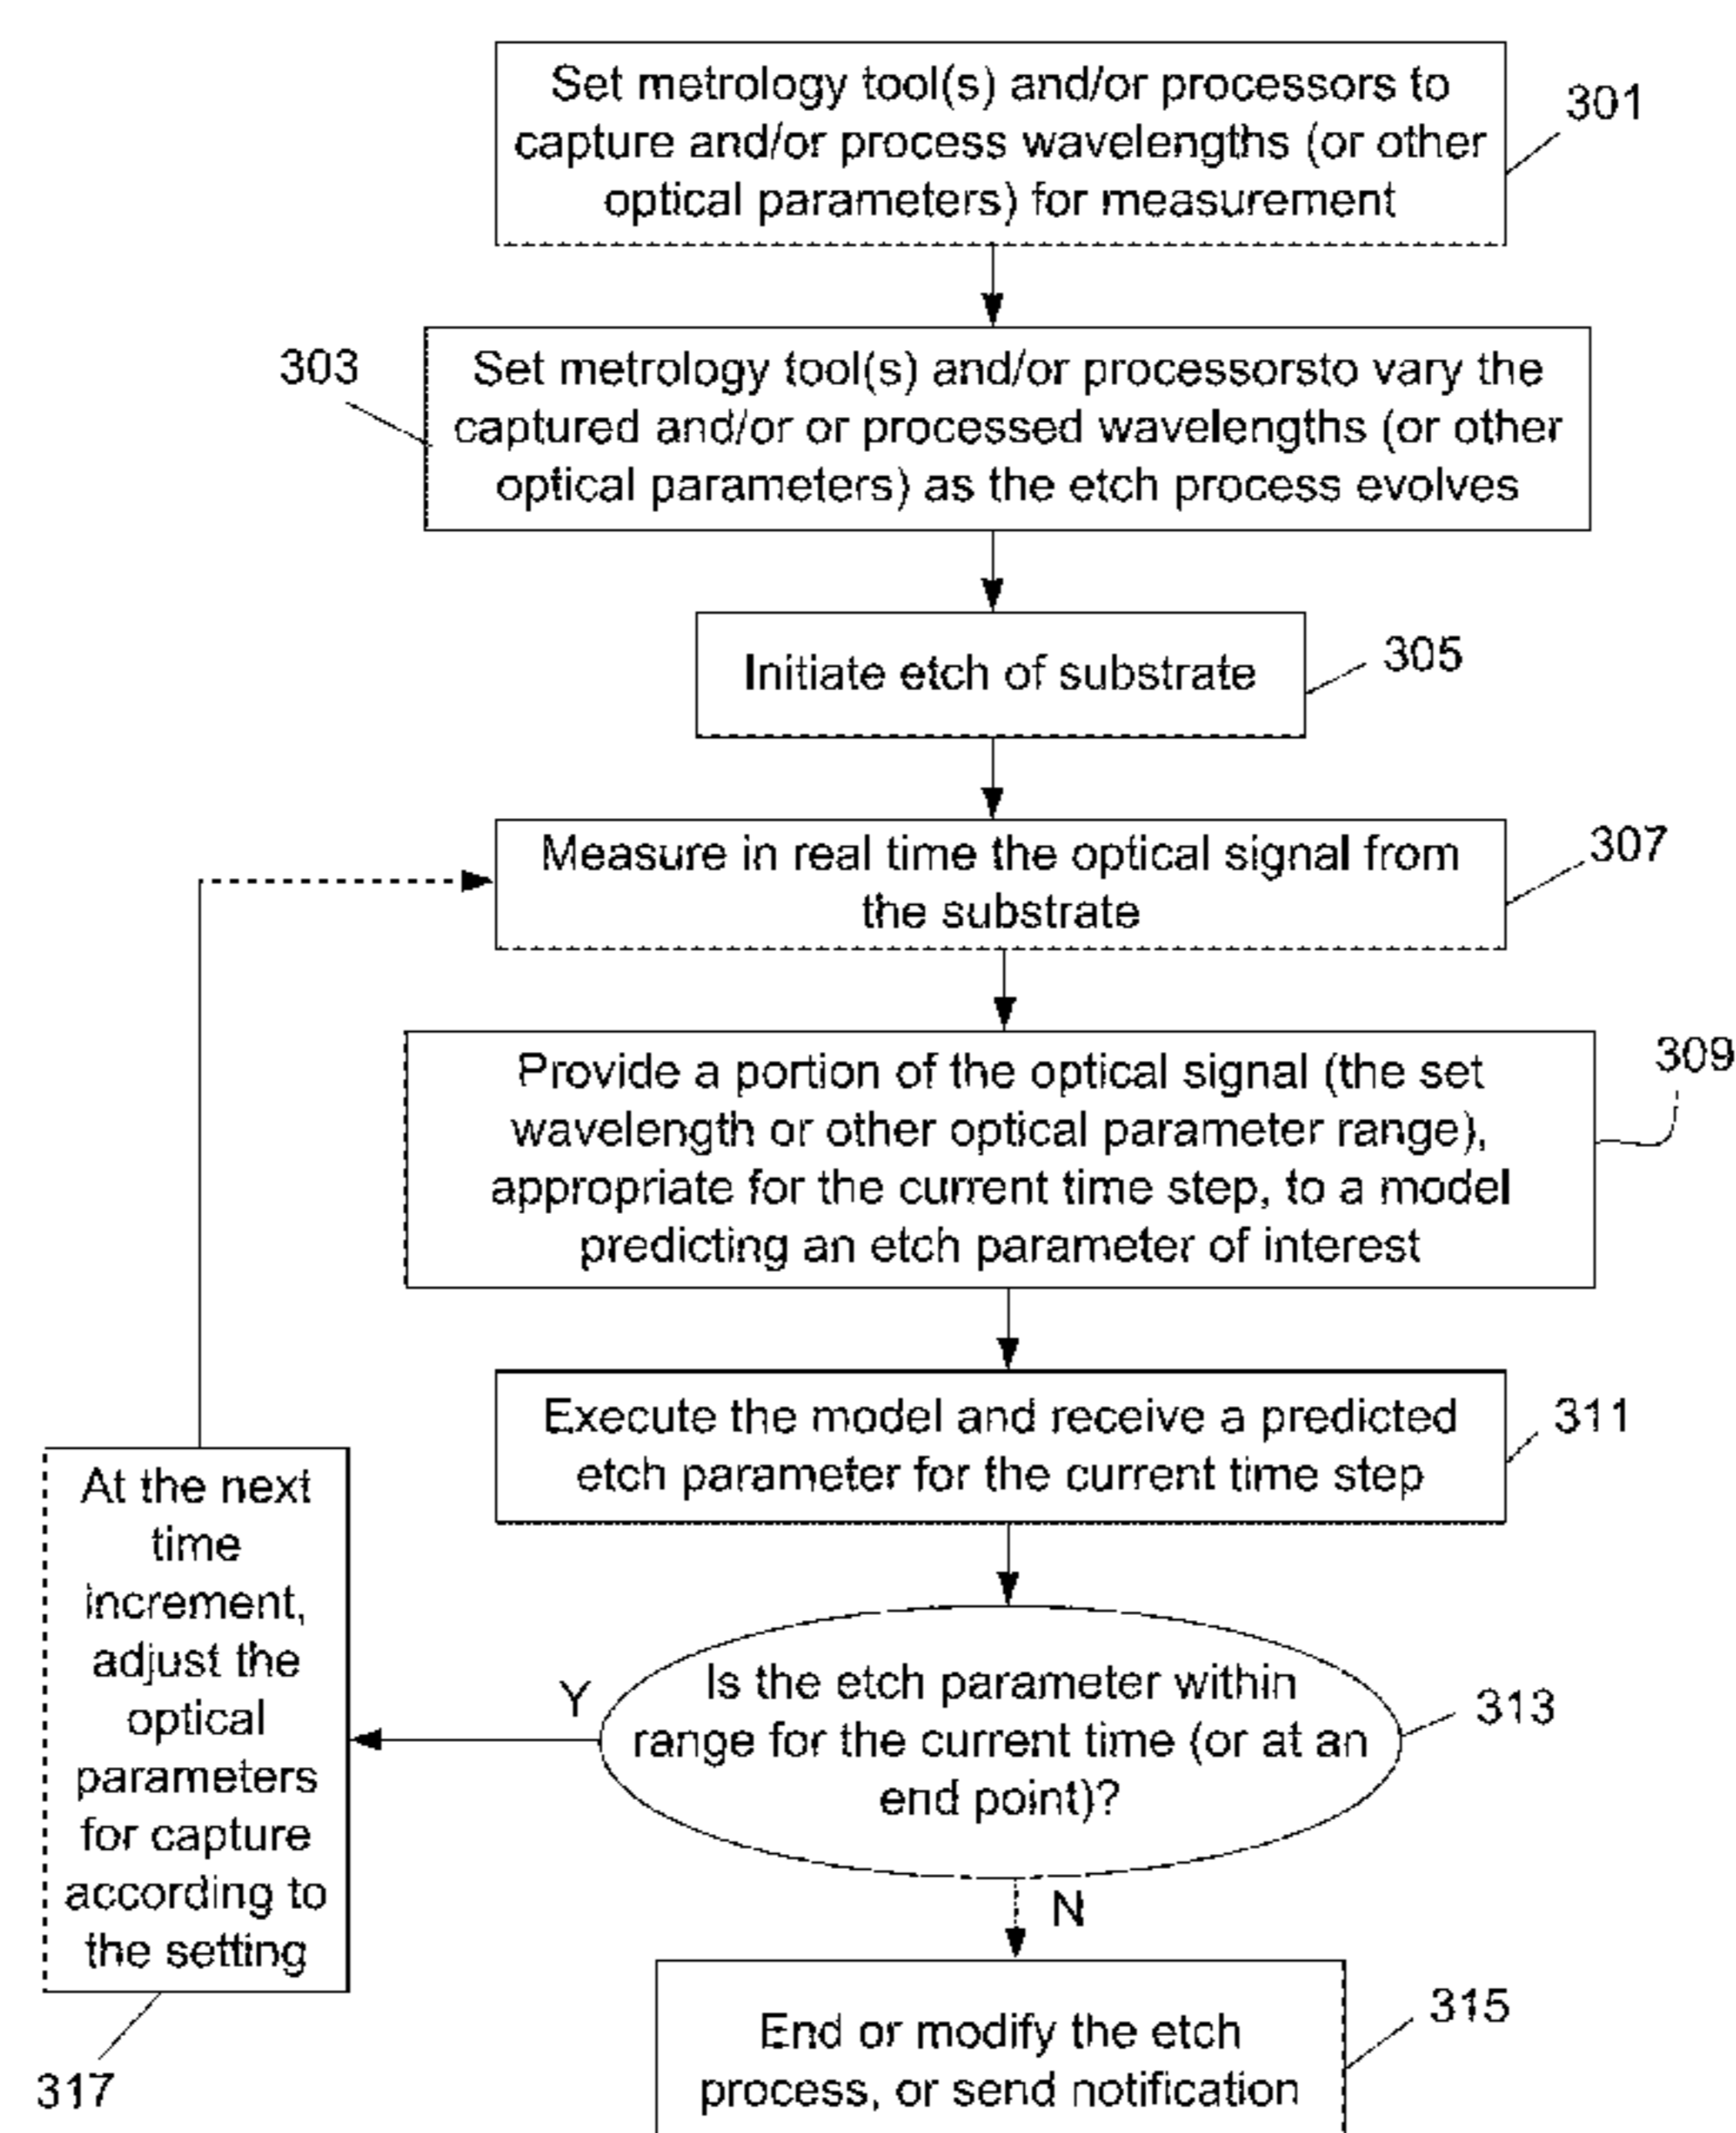 Set metrology tool(s) and/or processors to
capture and/or process wavelengths (or other
optical parameters) for measurement
301
303
Set metrology tool(s) and/or processorsto vary the
captured and/or or processed wavelengths (or other
optical parameters) as the etch process evolves
Initiate etch of substrate
305
Measure in real time the optical signal from
the substrate
307
Provide a portion of the optical signal (the set
wavelength or other optical parameter range),
appropriate for the current time step, to a model
predicting an etch parameter of interest
309
Execute the model and receive a predicted
etch parameter for the current time step
311
Is the etch parameter within
range for the current time (or at an
end point)?
313
Y
N
At the next
time
increment,
adjust the
optical
parameters
for capture
according to
the setting
317
End or modify the etch
process, or send notification
315